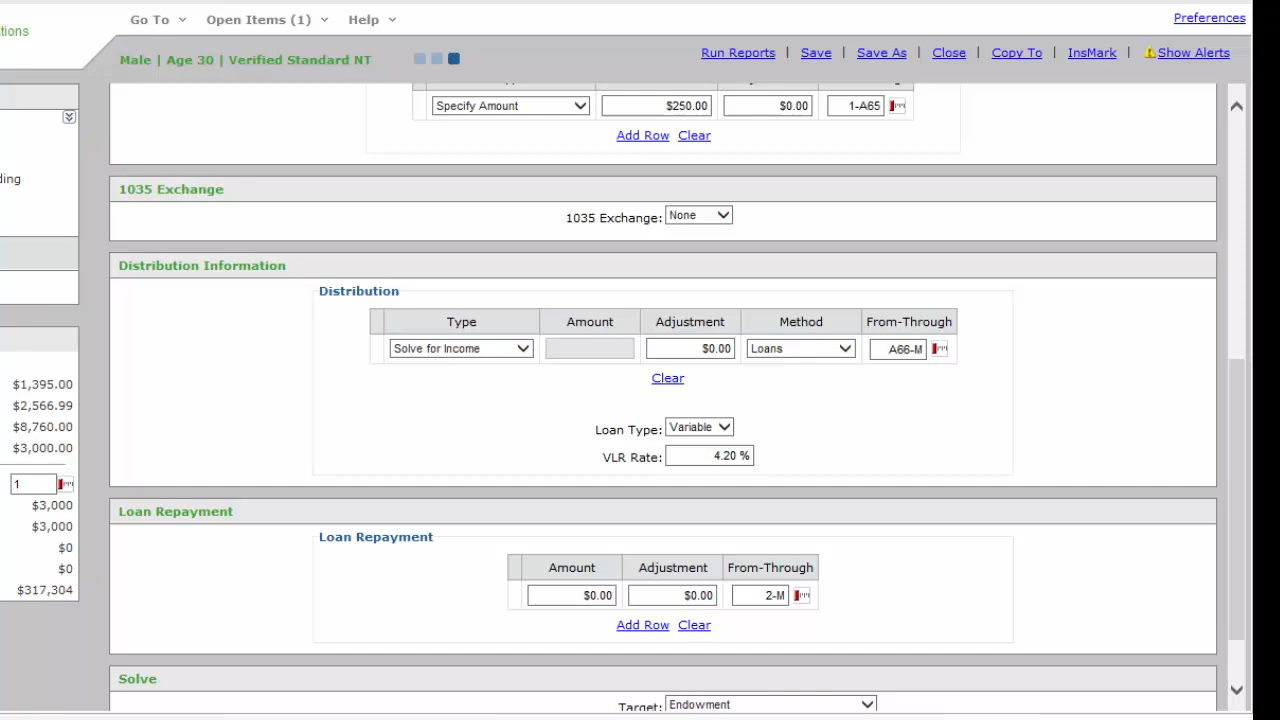 Go To Open Items (1) Help Preferences
tions
Male | Age 30 | Verified Standard NT Run Reports | Save | Save As | Close | Copy To | InsMark | Show Alerts
Specify Amount $250.00 $0.00 1-A65
Add Row Clear
ding
1035 Exchange
1035 Exchange: None
Distribution Information
Distribution
Type Amount Adjustment Method From-Through
Solve for Income $0.00 Loans A66-M
Clear
Loan Type: Variable
VLR Rate: 4.20 %
$1,395.00
$2,566.99
$8,760.00
$3,000.00
1
$3,000
$3,000
$0
$0
$317,304
Loan Repayment
Loan Repayment
Amount Adjustment From-Through
$0.00 $0.00 2-M
Add Row Clear
Solve
Target: Endowment